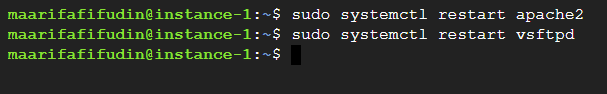 maarifafifudin@instance-1:~$ sudo systemctl restart apache2
maarifafifudin@instance-1:~$ sudo systemctl restart vsftpd
maarifafifudin@instance-1:~$